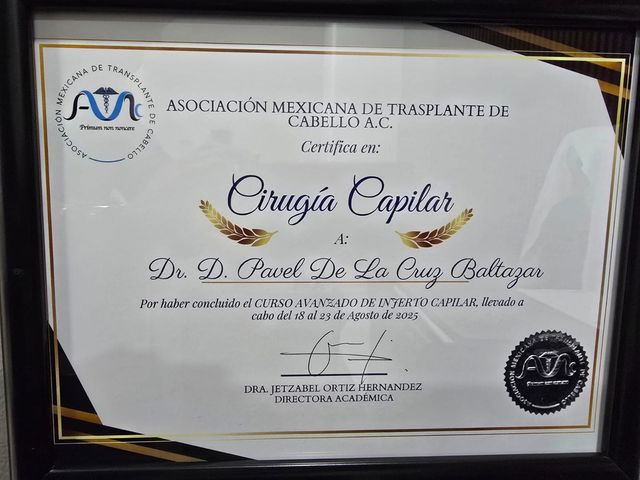 ASOCIACIÓN MEXICANA DE TRANSPLANTE DE CABELLO
Primum non nocere
ASOCIACIÓN MEXICANA DE TRASPLANTE DE
CABELLO A.C.
Certifica en:
Cirugía Capilar
A:
Dr. D. Pavel De La Cruz Baltazar
Por haber concluido el CURSO AVANZADO DE INJERTO CAPILAR, llevado a
cabo del 18 al 23 de Agosto de 2025
DRA. JETZABEL ORTIZ HERNANDEZ
DIRECTORA ACADÉMICA